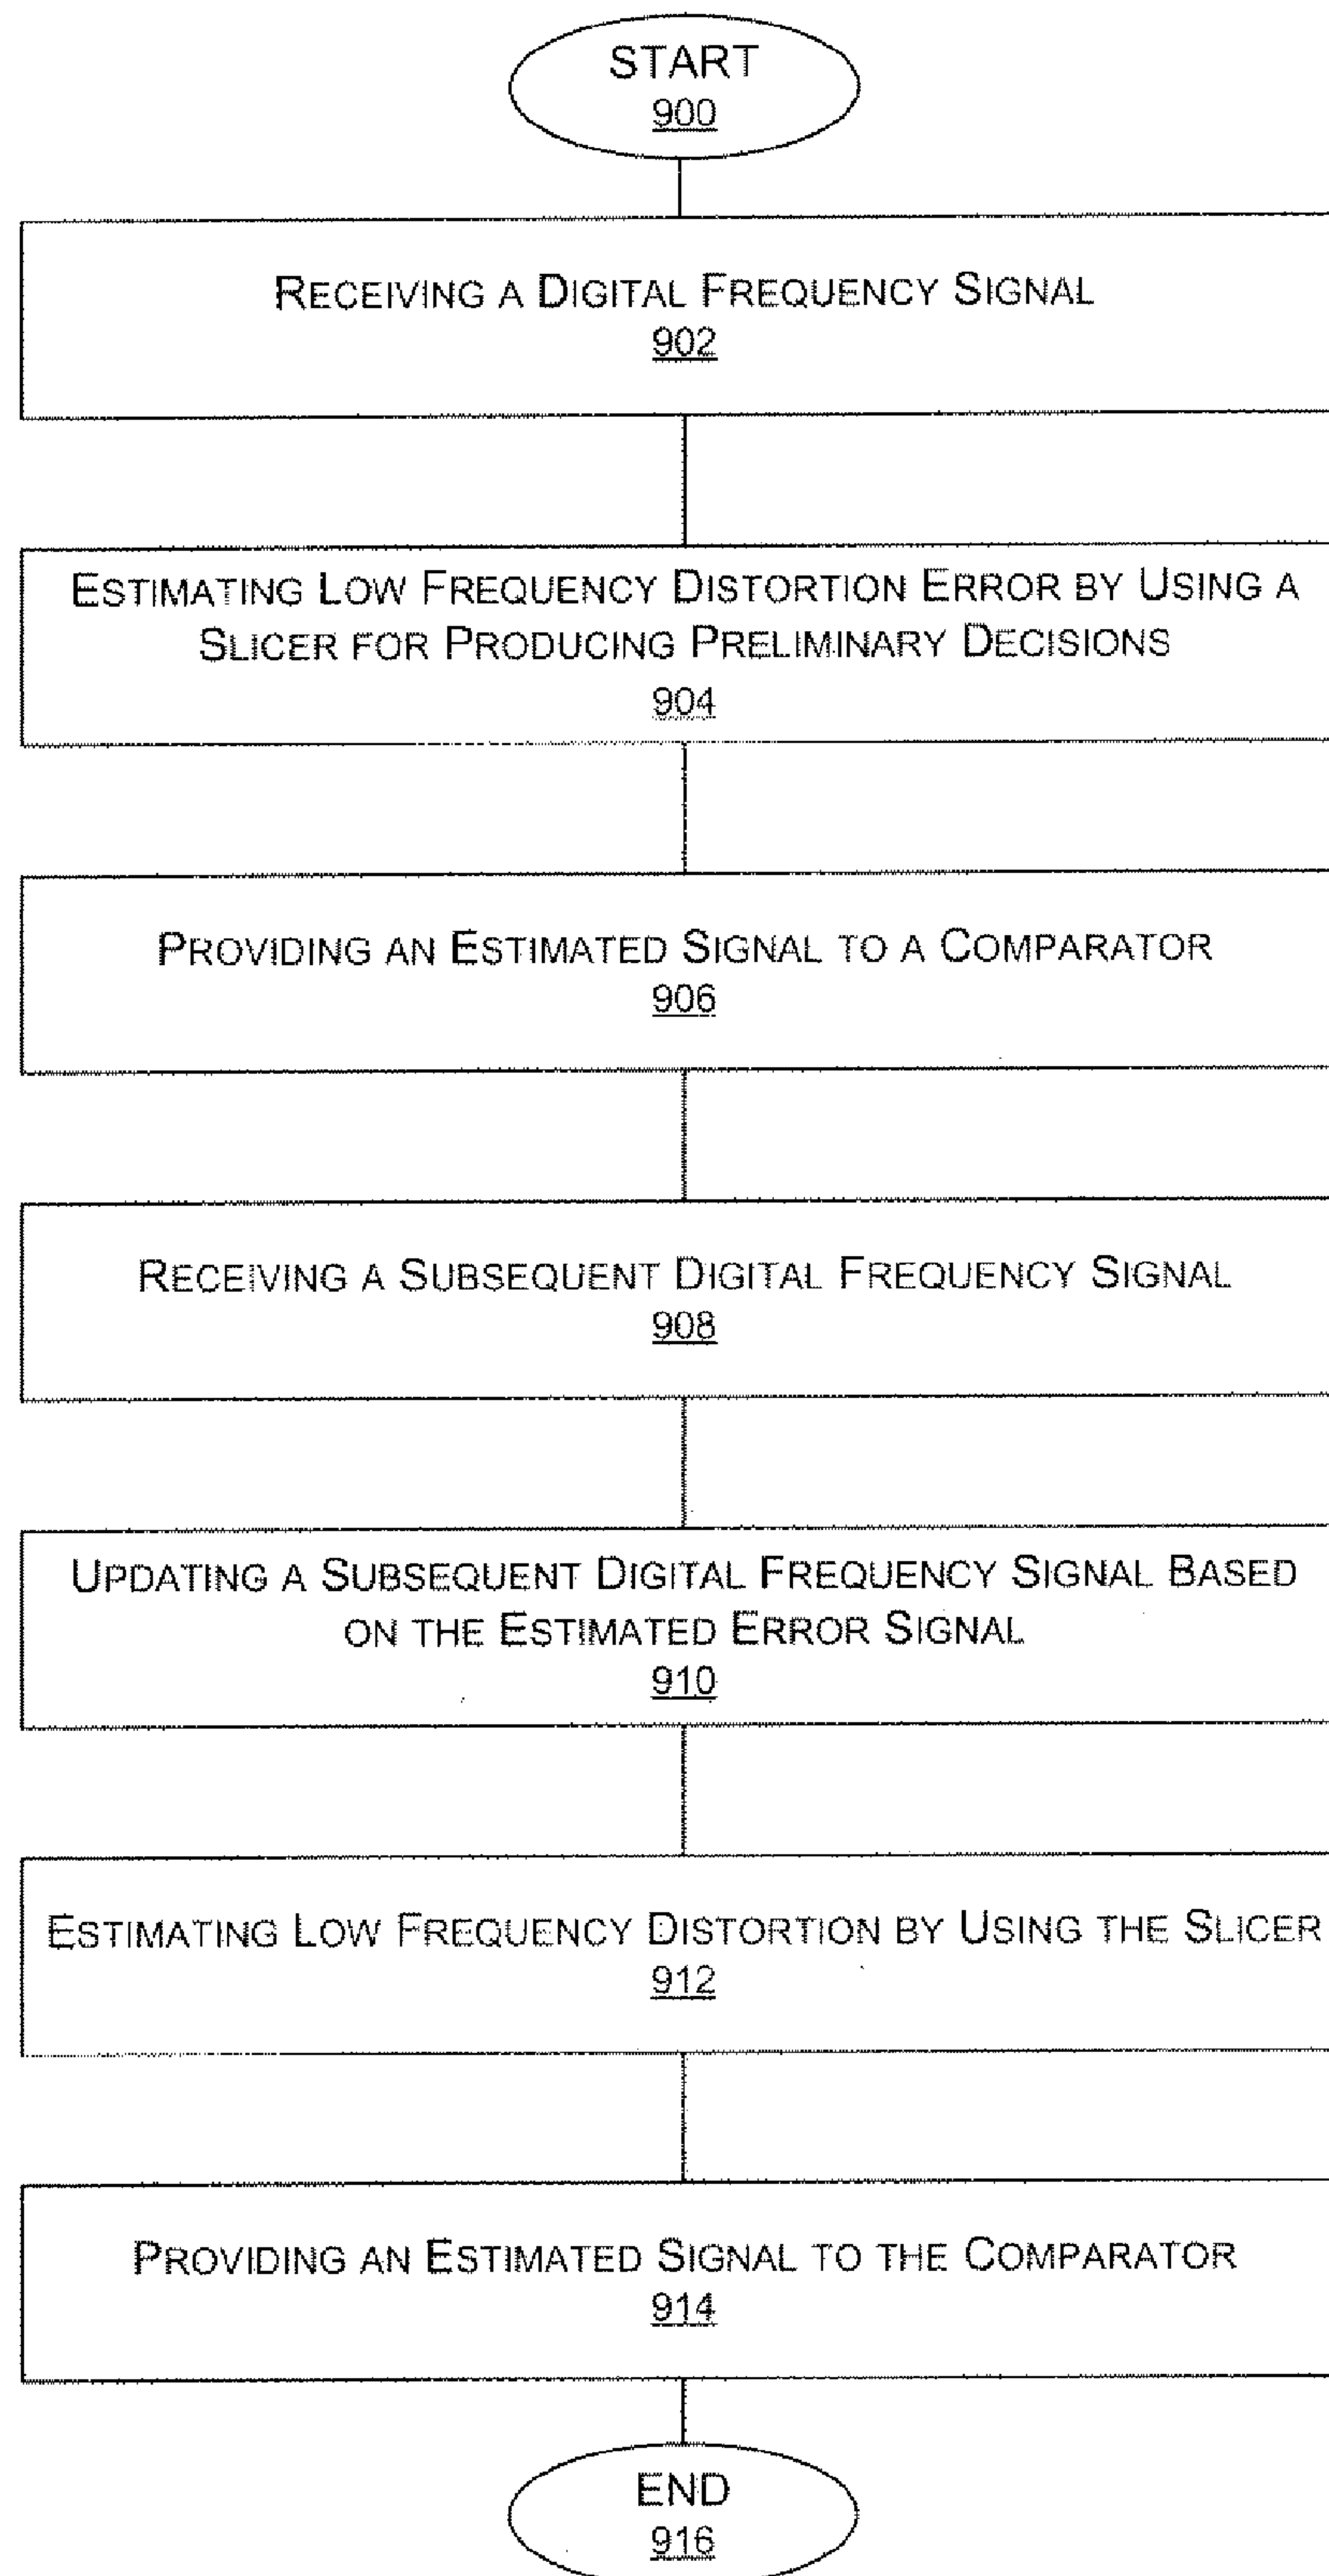 START
900
RECEIVING A DIGITAL FREQUENCY SIGNAL
902
ESTIMATING LOW FREQUENCY DISTORTION ERROR BY USING A
SLICER FOR PRODUCING PRELIMINARY DECISIONS
904
PROVIDING AN ESTIMATED SIGNAL TO A COMPARATOR
906
RECEIVING A SUBSEQUENT DIGITAL FREQUENCY SIGNAL
908
UPDATING A SUBSEQUENT DIGITAL FREQUENCY SIGNAL BASED
ON THE ESTIMATED ERROR SIGNAL
910
ESTIMATING LOW FREQUENCY DISTORTION BY USING THE SLICER
912
PROVIDING AN ESTIMATED SIGNAL TO THE COMPARATOR
914
END
916